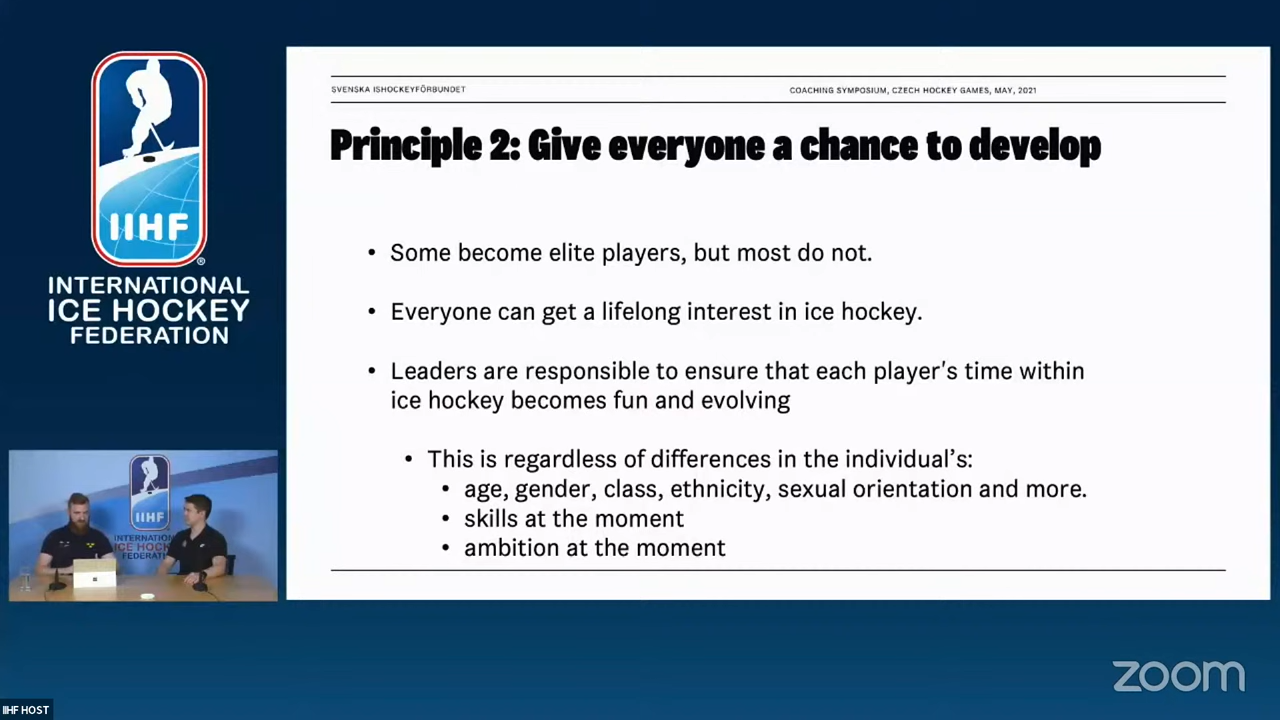 IIHF
®
INTERNATIONAL
ICE HOCKEY
FEDERATION
SVENSKA ISHOCKEYFÖRBUNDET
COACHING SYMPOSIUM, CZECH HOCKEY GAMES, MAY, 2021
Principle 2: Give everyone a chance to develop
• Some become elite players, but most do not.
• Everyone can get a lifelong interest in ice hockey.
• Leaders are responsible to ensure that each player's time within
ice hockey becomes fun and evolving
• This is regardless of differences in the individual's:
• age, gender, class, ethnicity, sexual orientation and more.
• skills at the moment
• ambition at the moment
IIHF
INTERNATIO
ICE HOCK
FEDERAT
zoom
IIHF HOST